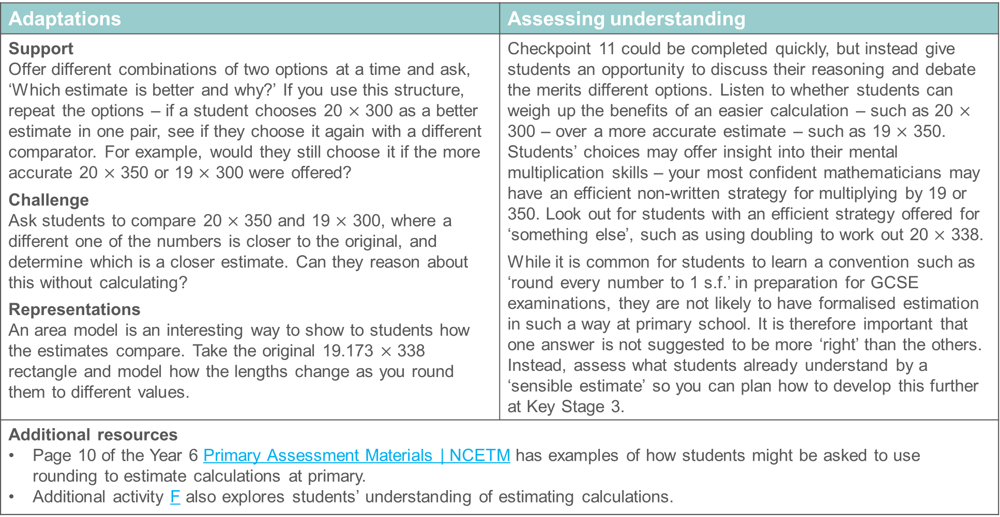 Adaptations
Support
Offer different combinations of two options at a time and ask,
‘Which estimate is better and why?’ If you use this structure,
repeat the options – if a student chooses 20 × 300 as a better
estimate in one pair, see if they choose it again with a different
comparator. For example, would they still choose it if the more
accurate 20 × 350 or 19 × 300 were offered?
Challenge
Ask students to compare 20 × 350 and 19 × 300, where a
different one of the numbers is closer to the original, and
determine which is a closer estimate. Can they reason about
this without calculating?
Representations
An area model is an interesting way to show to students how
the estimates compare. Take the original 19.173 × 338
rectangle and model how the lengths change as you round
them to different values.
Assessing understanding
Checkpoint 11 could be completed quickly, but instead give
students an opportunity to discuss their reasoning and debate
the merits different options. Listen to whether students can
weigh up the benefits of an easier calculation – such as 20 ×
300 – over a more accurate estimate – such as 19 × 350.
Students’ choices may offer insight into their mental
multiplication skills – your most confident mathematicians may
have an efficient non-written strategy for multiplying by 19 or
350. Look out for students with an efficient strategy offered for
‘something else’, such as using doubling to work out 20 × 338.
While it is common for students to learn a convention such as
‘round every number to 1 s.f.’ in preparation for GCSE
examinations, they are not likely to have formalised estimation
in such a way at primary school. It is therefore important that
one answer is not suggested to be more ‘right’ than the others.
Instead, assess what students already understand by a
‘sensible estimate’ so you can plan how to develop this further
at Key Stage 3.
Additional resources
• Page 10 of the Year 6 Primary Assessment Materials | NCETM has examples of how students might be asked to use
rounding to estimate calculations at primary.
• Additional activity F also explores students’ understanding of estimating calculations.